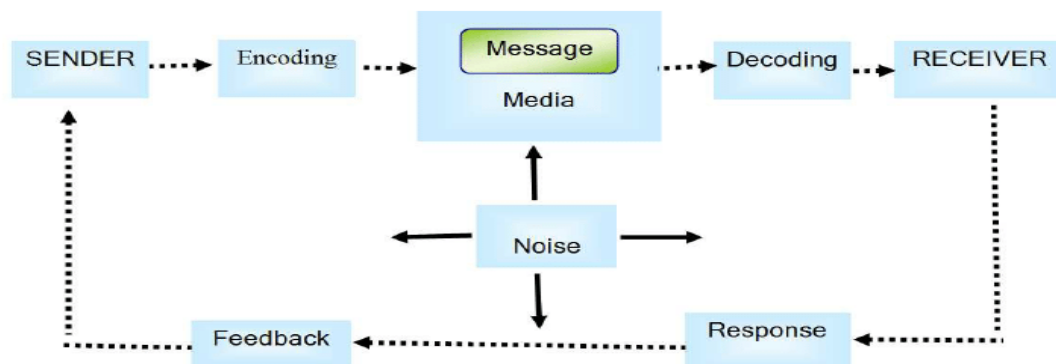 SENDER
Encoding
Message
Media
Decoding
RECEIVER
Noise
Feedback
Response